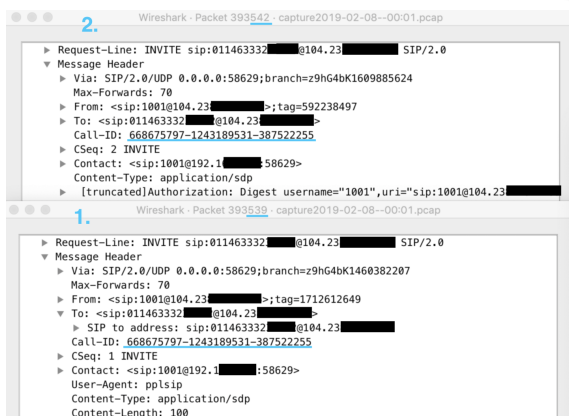 2.
Wireshark · Packet 393542 · capture2019-02-08--00:01.pcap
Request-Line: INVITE sip:011463332 @104.23 SIP/2.0
Message Header
Via: SIP/2.0/UDP 0.0.0.0:58629;branch=z9hG4bK1609885624
Max-Forwards: 70
From: <sip:1001@104.23 >;tag=592238497
To: <sip:011463332 @104.23 >
Call-ID: 668675797-1243189531-387522255
CSeq: 2 INVITE
Contact: <sip:1001@192.1 :58629>
Content-Type: application/sdp
[truncated]Authorization: Digest username="1001",uri="sip:1001@104.23
1.
Wireshark · Packet 393539 · capture2019-02-08--00:01.pcap
Request-Line: INVITE sip:011463332 @104.23 SIP/2.0
Message Header
Via: SIP/2.0/UDP 0.0.0.0:58629;branch=z9hG4bK1460382207
Max-Forwards: 70
From: <sip:1001@104.23 >;tag=1712612649
To: <sip:011463332 @104.23 >
SIP to address: sip:011463332 @104.23
Call-ID: 668675797-1243189531-387522255
CSeq: 1 INVITE
Contact: <sip:1001@192.1 :58629>
User-Agent: pplsip
Content-Type: application/sdp
Content-Length: 100